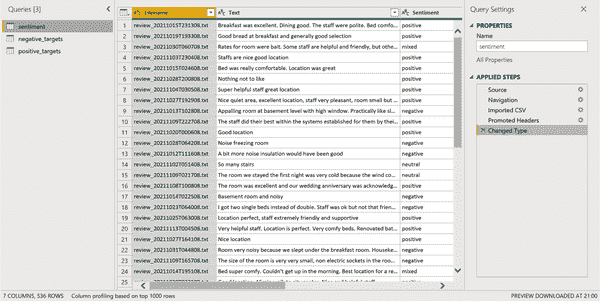 Queries [3]
sentiment
negative_targets
positive_targets
Filename Text Sentiment
1 review_20211015T231309.txt Breakfast was excellent. Dining good. The staff were polite. Bed comfo... positive
2 review_20211019T193308.txt Good bread at breakfast and generally good selection positive
3 review_20211030T060708.txt Rates for room were bait. Some staff are helpful and friendly, but othe... mixed
4 review_20211023T230408.txt Staffs are nice good location positive
5 review_20211015T024608.txt Bed was really comfortable. Location was great positive
6 review_20211028T230808.txt Nothing not to like positive
7 review_20211104T030508.txt Super helpful staff great location positive
8 review_20211027T192908.txt Nice quiet area, excellent location, staff very pleasant, room small but ... positive
9 review_20211013T102808.txt Appalling room at basement level with high window. Practically like sl... negative
10 review_20211109T222708.txt The staff did their best within the systems established for them by thei... positive
11 review_20211020T000608.txt Good location positive
12 review_20211028T064208.txt Noise freezing room negative
13 review_20211012T111608.txt A bit more noise insulation would have been good negative
14 review_20211102T051408.txt So many stairs neutral
15 review_20211109T021708.txt The room we stayed the first night was very cold because the wind co... neutral
16 review_20211108T100808.txt The room was excellent and our wedding anniversary was acknowledg... positive
17 review_20211014T022508.txt Basement room and noisy negative
18 review_20211023T064008.txt I got two single beds instead of double. Staff was ok but not that frien... negative
19 review_20211025T063008.txt Location perfect, staff extremely friendly and supportive positive
20 review_20211113T004508.txt Very helpful staff. Location is perfect. Very comfy beds. Renovated bat... positive
21 review_20211027T164108.txt Nice location positive
22 review_20211031T044808.txt Room very noisy because we slept under the breakfast room. Houseke... negative
23 review_20211109T165708.txt The size of the room is very very small, non electric sockets in the roo... negative
24 review_20211014T195108.txt Bed super comfy. Couldn't get up in the morning. Best location for a re... positive
25
7 COLUMNS, 536 ROWS Column profiling based on top 1000 rows
Query Settings
PROPERTIES
Name
sentiment
All Properties
APPLIED STEPS
Source
Navigation
Imported CSV
Promoted Headers
Changed Type
PREVIEW DOWNLOADED AT 21:00